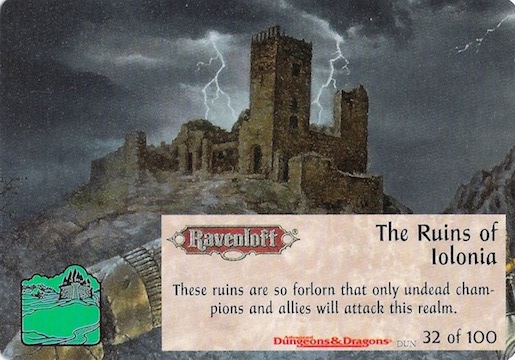 Ravenloft®
The Ruins of
Iolonia
These ruins are so forlorn that only undead cham-
pions and allies will attack this realm.
Advanced
Dungeons & Dragons®
DUN 32 of 100